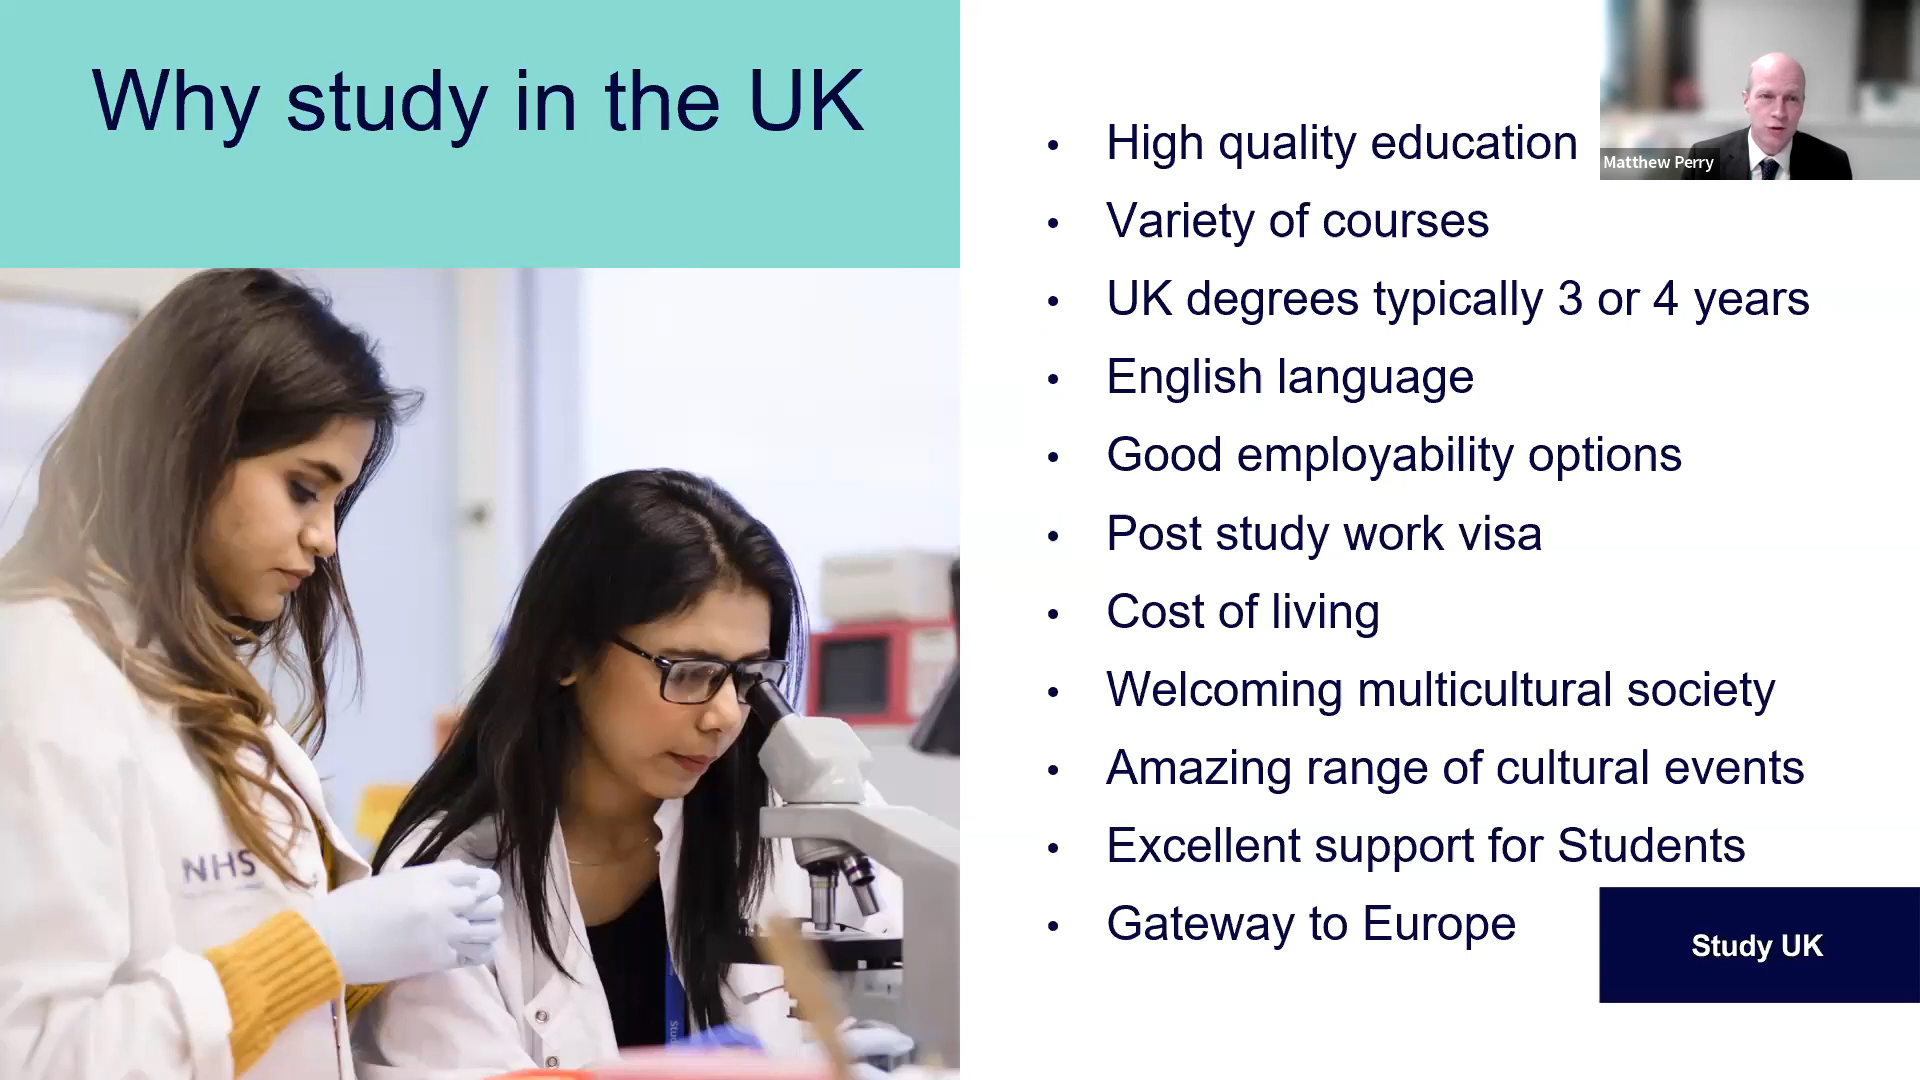 Why study in the UK
• High quality education
• Variety of courses
• UK degrees typically 3 or 4 years
• English language
• Good employability options
• Post study work visa
• Cost of living
• Welcoming multicultural society
• Amazing range of cultural events
• Excellent support for Students
• Gateway to Europe
Matthew Perry
Study UK
NHS